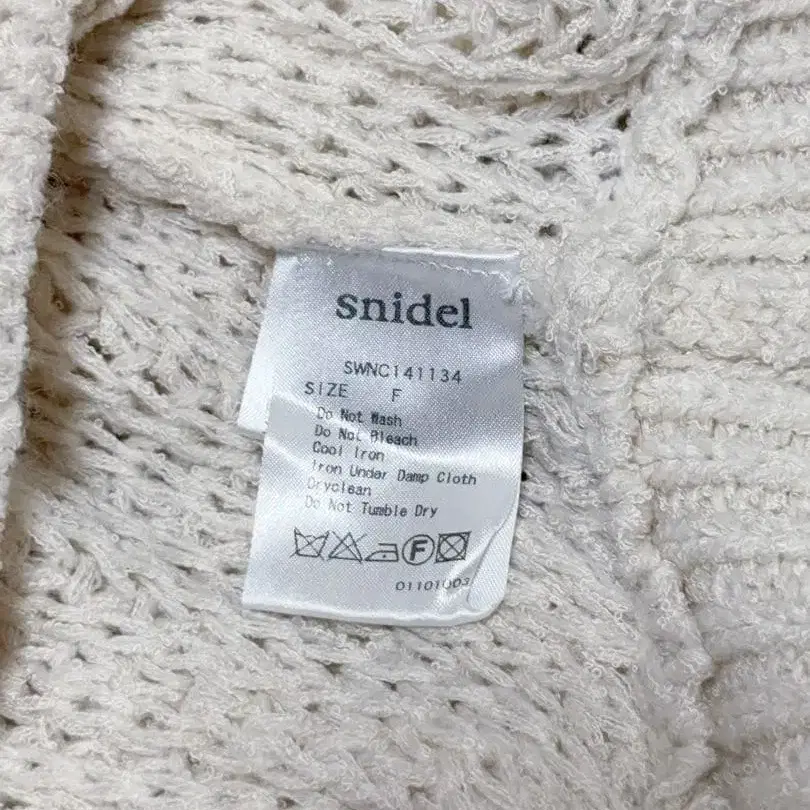 snidel
SWNC141134
SIZE F
Do Not Wash
Do Not Bleach
Cool Iron
Iron Under Damp Cloth
Dryclean
Do Not Tumble Dry
F
01101003